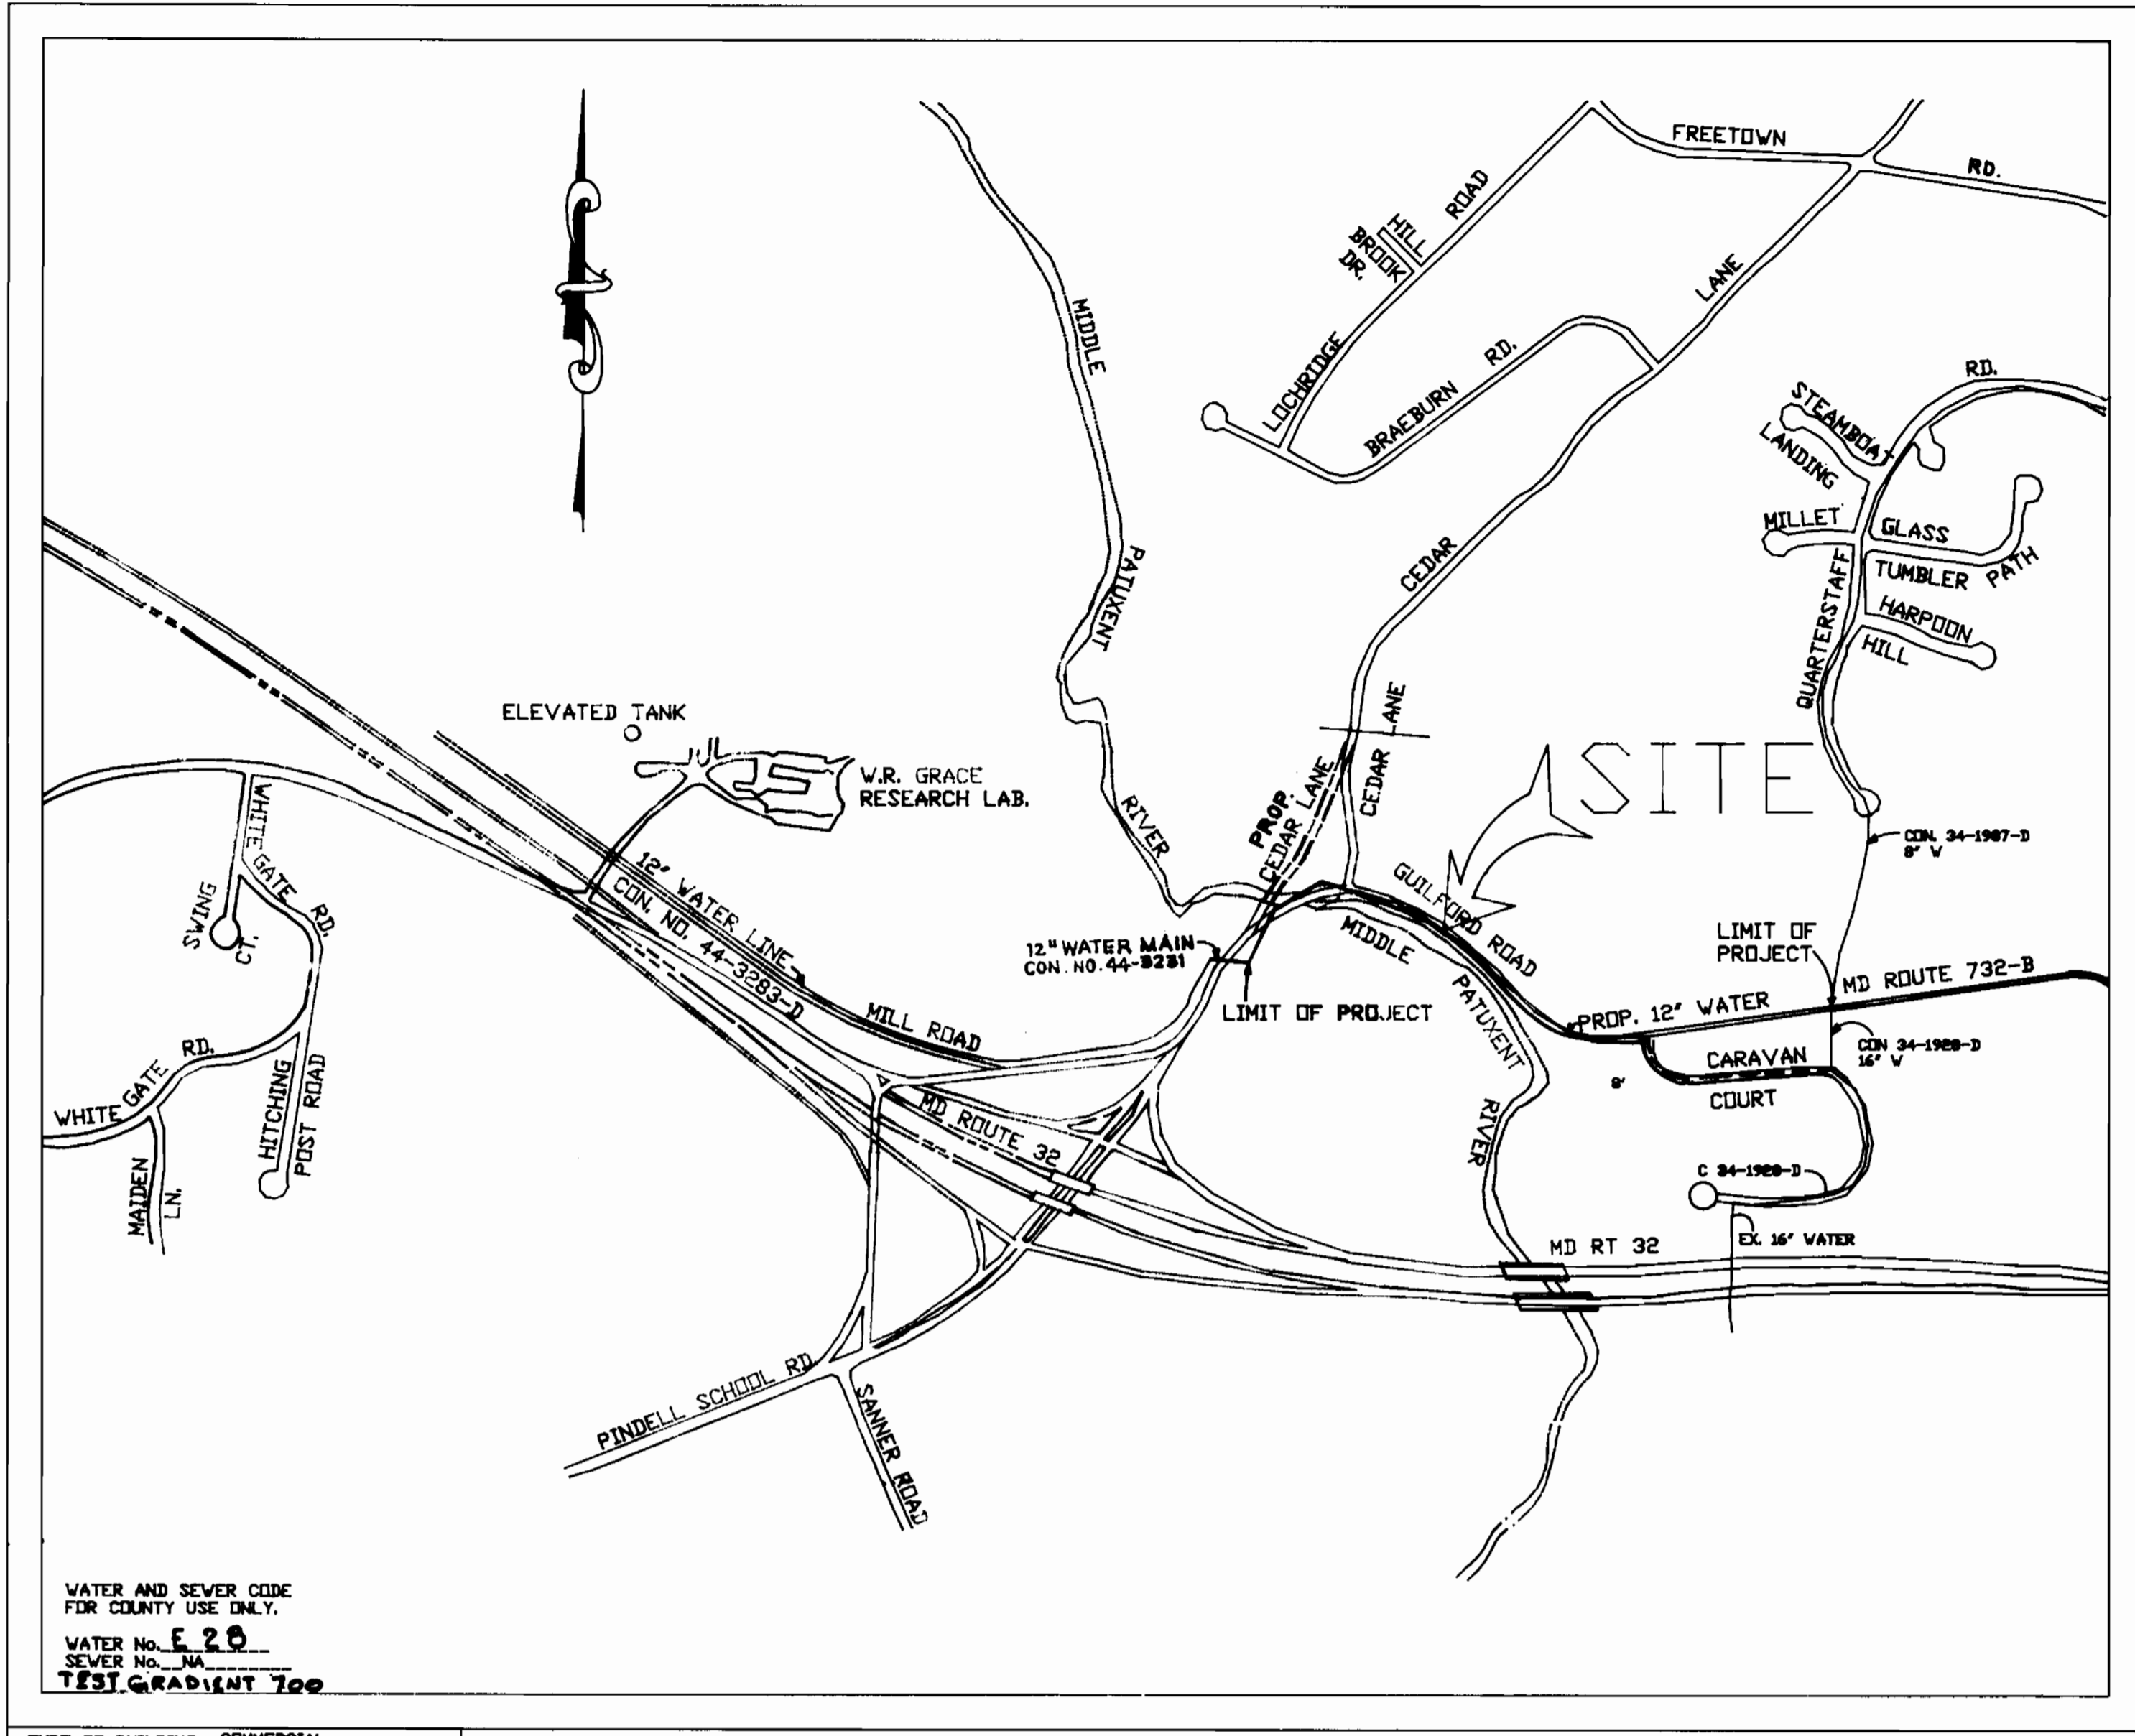 FREETOWN
RD.
HILL
BROOK
DR.
ROAD
LOCHRIDGE
LANE
BRAEBURN
RD.
MIDDLE
PATUXENT
RIVER
CEDAR
RD.
STEAMBOAT
LANDING
MILLET
GLASS
TUMBLER
PATH
QUARTERSTAFF
HARPOON
HILL
ELEVATED TANK
W.R. GRACE
RESEARCH LAB.
CEDAR LANE
PROP.
CEDAR LANE
SITE
CON. 34-1987-D
8" W
WHITE
GATE
RD.
SWING
CT.
12" WATER LINE
CON. NO. 44-3283-D
MILL ROAD
12" WATER MAIN
CON. NO. 44-3231
LIMIT OF PROJECT
GUILFORD ROAD
MIDDLE
PATUXENT
RIVER
LIMIT OF
PROJECT
MD ROUTE 732-B
PROP. 12" WATER
CON 34-1928-D
16" W
CARAVAN
COURT
8"
C 34-1928-D
EX. 16" WATER
WHITE GATE RD.
HITCHING
POST ROAD
MAIDEN
LN.
MD ROUTE 32
MD RT 32
PINDELL SCHOOL RD.
SANNER ROAD
WATER AND SEWER CODE
FOR COUNTY USE ONLY.
WATER No. E 28
SEWER No. NA
TEST GRADIENT 700